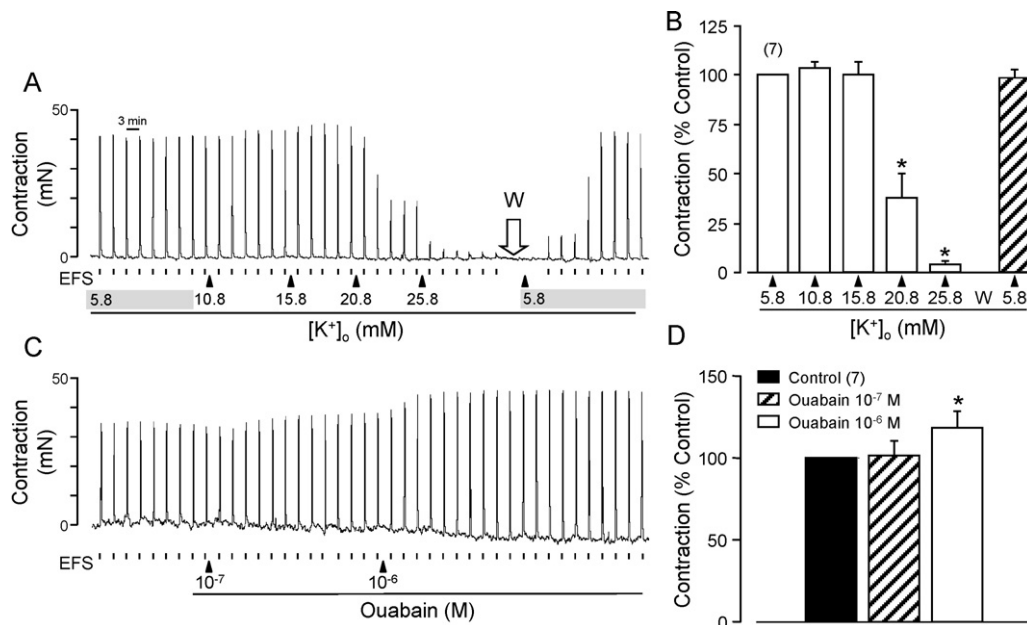 A
50
3 min
Contraction
(mN)
W
0
EFS
5.8 10.8 15.8 20.8 25.8 5.8
[K⁺]ₒ (mM)
B
125
(7)
100
75
50
25
0
Contraction (% Control)
*
*
5.8 10.8 15.8 20.8 25.8 W 5.8
[K⁺]ₒ (mM)
C
50
Contraction
(mN)
0
EFS
10⁻⁷ 10⁻⁶
Ouabain (M)
D
150
Control (7)
Ouabain 10⁻⁷ M
Ouabain 10⁻⁶ M
*
100
50
0
Contraction (% Control)